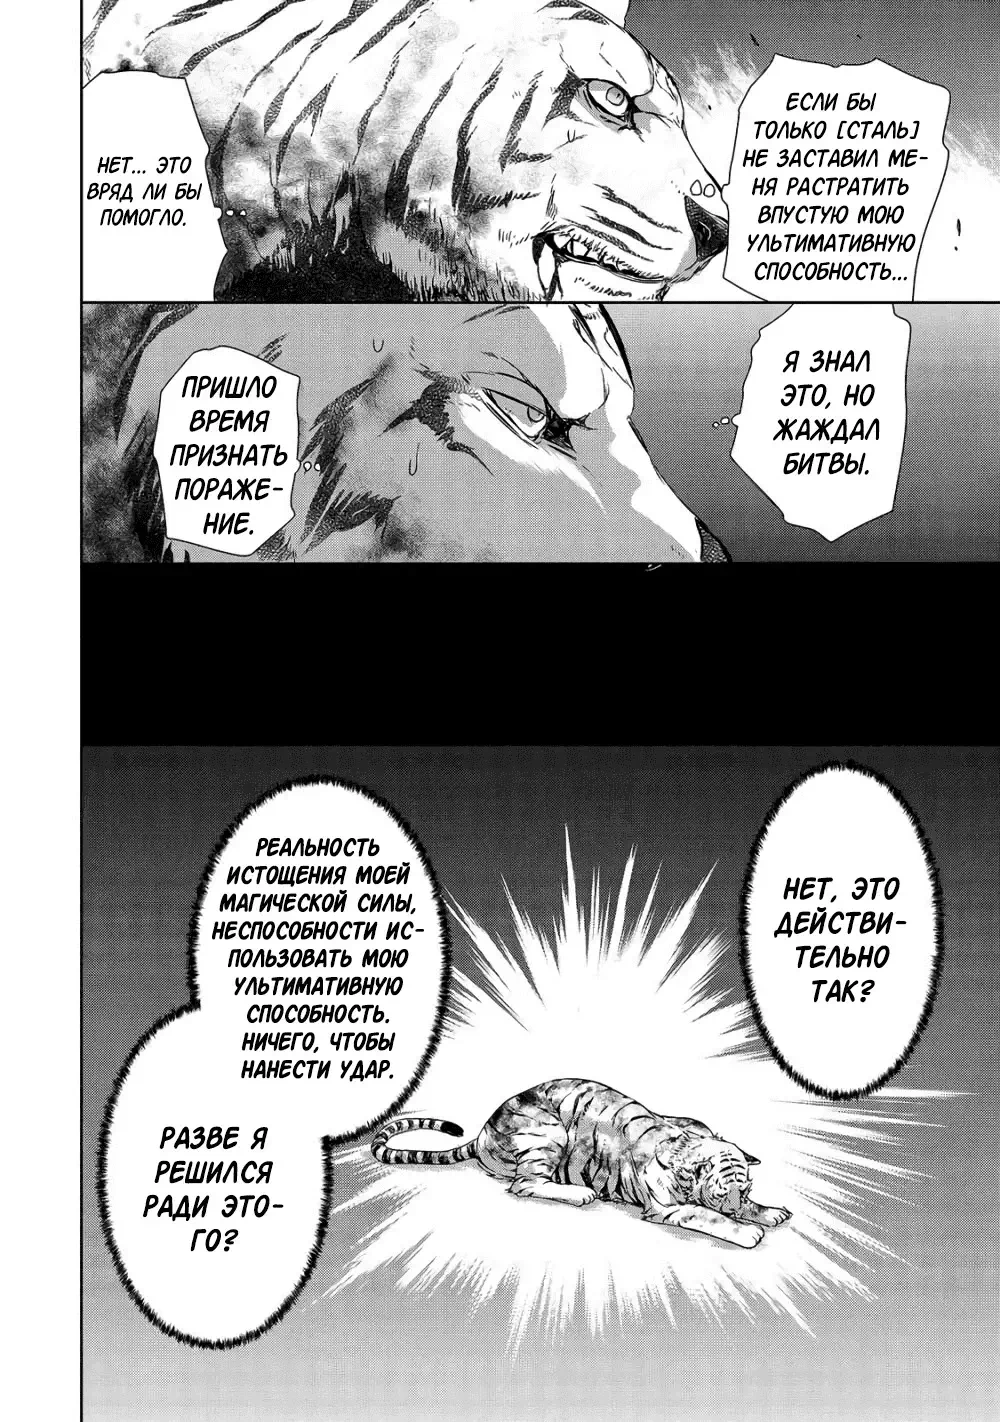 ЕСЛИ БЫ
ТОЛЬКО [СТАЛЬ]
НЕ ЗАСТАВИЛ МЕ-
НЯ РАСТРАТИТЬ
ВПУСТУЮ МОЮ
УЛЬТИМАТИВНУЮ
СПОСОБНОСТЬ...
НЕТ... ЭТО
ВРЯД ЛИ БЫ
ПОМОГЛО.
Я ЗНАЛ
ЭТО, НО
ЖАЖДАЛ
БИТВЫ.
ПРИШЛО
ВРЕМЯ
ПРИЗНАТЬ
ПОРАЖЕ-
НИЕ.
НЕТ, ЭТО
ДЕЙСТВИ-
ТЕЛЬНО
ТАК?
РЕАЛЬНОСТЬ
ИСТОЩЕНИЯ МОЕЙ
МАГИЧЕСКОЙ СИЛЫ,
НЕСПОСОБНОСТИ ИС-
ПОЛЬЗОВАТЬ МОЮ
УЛЬТИМАТИВНУЮ
СПОСОБНОСТЬ.
НИЧЕГО, ЧТОБЫ
НАНЕСТИ УДАР.
РАЗВЕ Я
РЕШИЛСЯ
РАДИ ЭТО-
ГО?